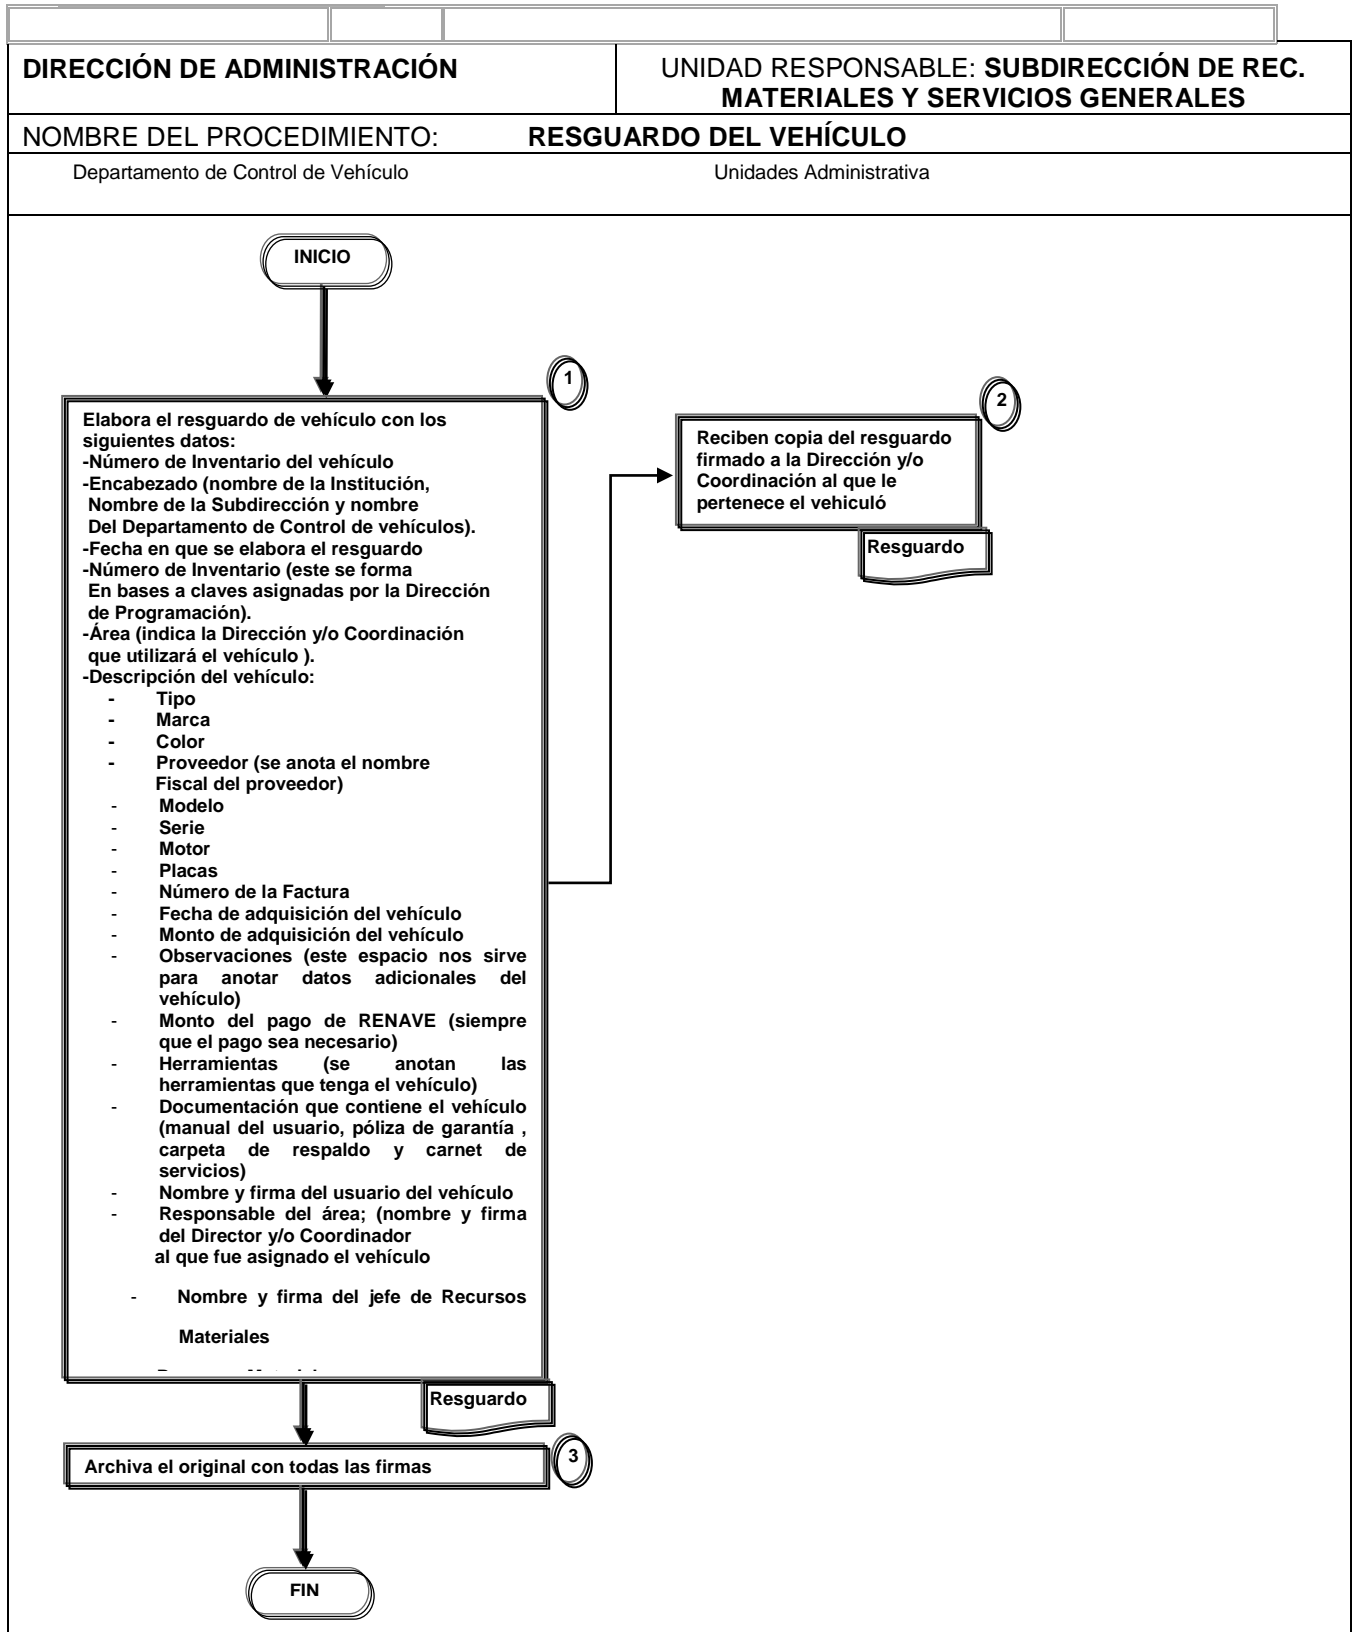 DIRECCIÓN DE ADMINISTRACIÓN
UNIDAD RESPONSABLE: SUBDIRECCIÓN DE REC.
MATERIALES Y SERVICIOS GENERALES
NOMBRE DEL PROCEDIMIENTO: RESGUARDO DEL VEHÍCULO
Departamento de Control de Vehículo
Unidades Administrativa
INICIO
1
Elabora el resguardo de vehículo con los
siguientes datos:
-Número de Inventario del vehículo
-Encabezado (nombre de la Institución,
Nombre de la Subdirección y nombre
Del Departamento de Control de vehículos).
-Fecha en que se elabora el resguardo
-Número de Inventario (este se forma
En bases a claves asignadas por la Dirección
de Programación).
-Área (indica la Dirección y/o Coordinación
que utilizará el vehículo ).
-Descripción del vehículo:
- Tipo
- Marca
- Color
- Proveedor (se anota el nombre
Fiscal del proveedor)
- Modelo
- Serie
- Motor
- Placas
- Número de la Factura
- Fecha de adquisición del vehículo
- Monto de adquisición del vehículo
- Observaciones (este espacio nos sirve
para anotar datos adicionales del
vehículo)
- Monto del pago de RENAVE (siempre
que el pago sea necesario)
- Herramientas (se anotan las
herramientas que tenga el vehículo)
- Documentación que contiene el vehículo
(manual del usuario, póliza de garantía ,
carpeta de respaldo y carnet de
servicios)
- Nombre y firma del usuario del vehículo
- Responsable del área; (nombre y firma
del Director y/o Coordinador
al que fue asignado el vehículo
- Nombre y firma del jefe de Recursos
Materiales
Resguardo
2
Reciben copia del resguardo
firmado a la Dirección y/o
Coordinación al que le
pertenece el vehiculó
Resguardo
3
Archiva el original con todas las firmas
FIN